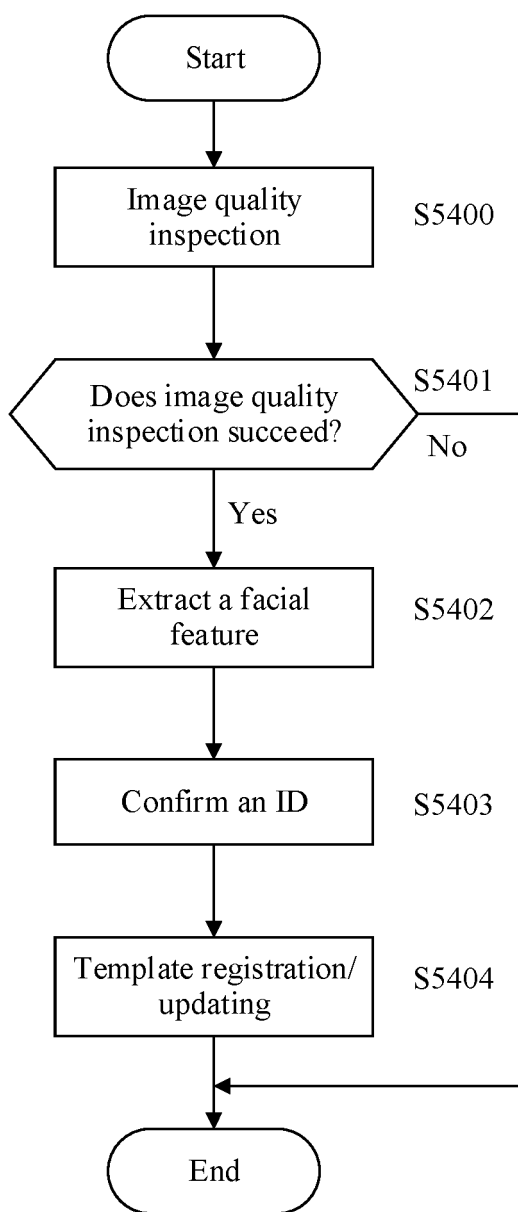 Start
Image quality
inspection
S5400
Does image quality
inspection succeed?
S5401
No
Yes
Extract a facial
feature
S5402
Confirm an ID
S5403
Template registration/
updating
S5404
End